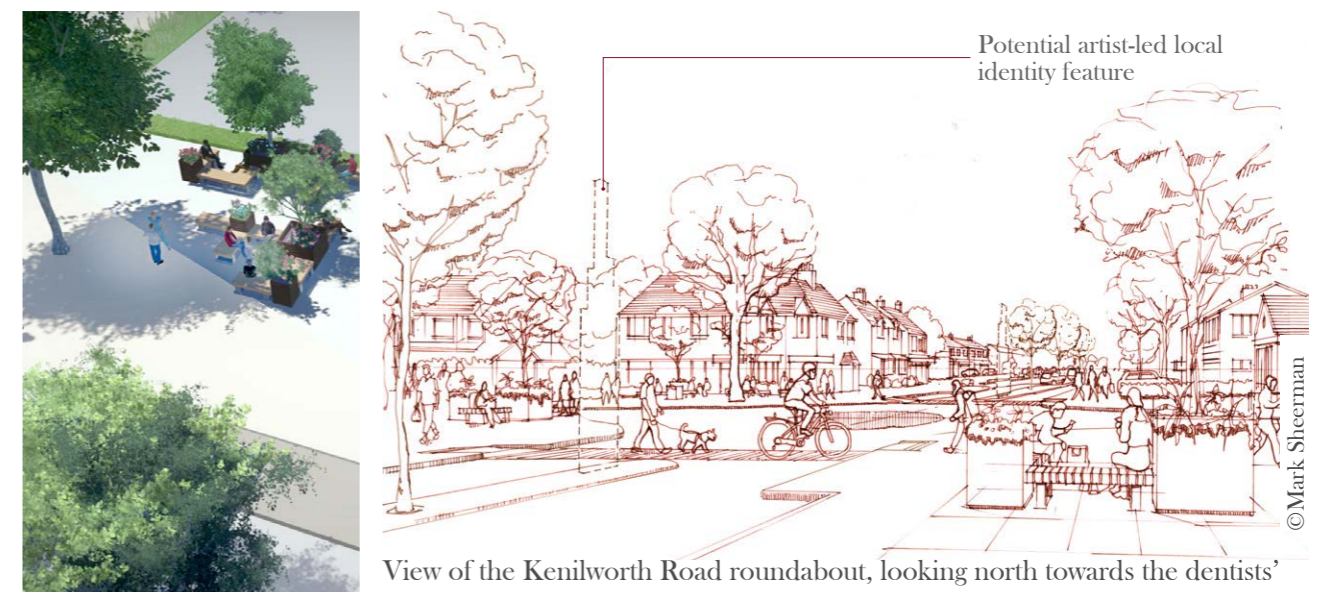 Potential artist-led local
identity feature
©Mark Sheerman
View of the Kenilworth Road roundabout, looking north towards the dentists’